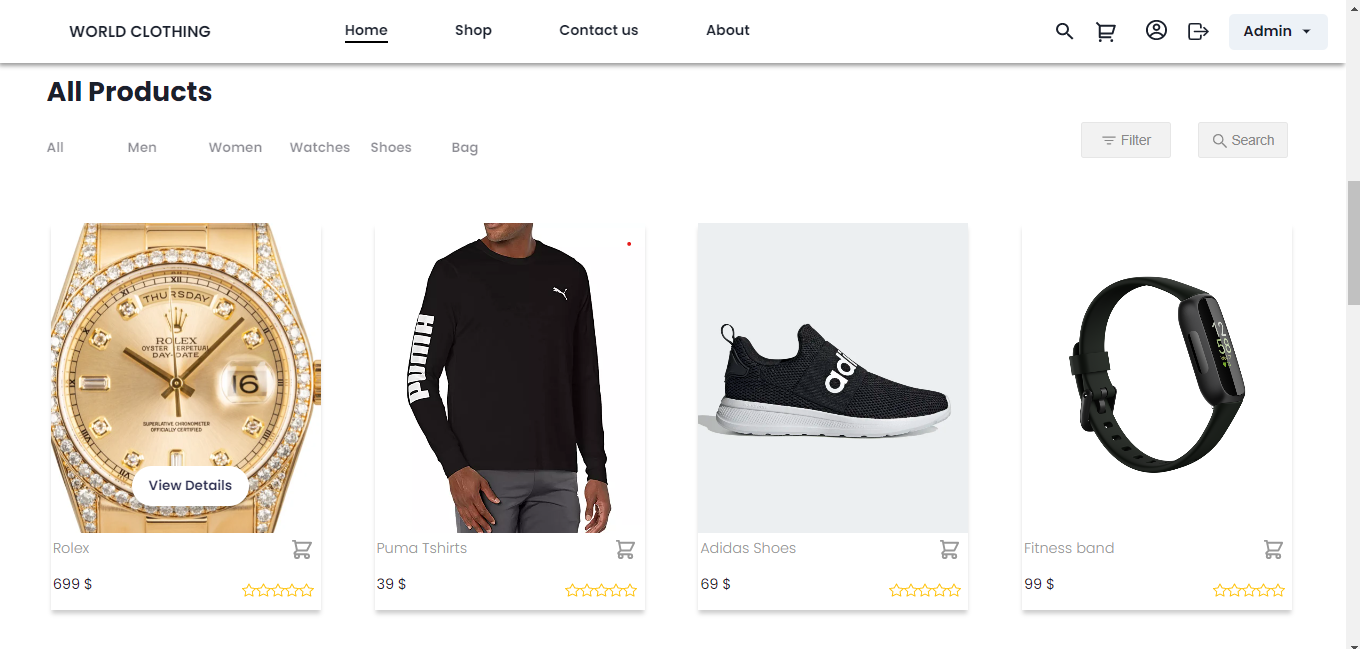 WORLD CLOTHING
Home
Shop
Contact us
About
Admin
All Products
All
Men
Women
Watches
Shoes
Bag
Filter
Search
XII
THURSDAY
ROLEX
OYSTER PERPETUAL
DAY-DATE
16
SUPERLATIVE CHRONOMETER
OFFICIALLY CERTIFIED
View Details
PUMA
adi
12
58
Rolex
Puma Tshirts
Adidas Shoes
Fitness band
699 $
39 $
69 $
99 $